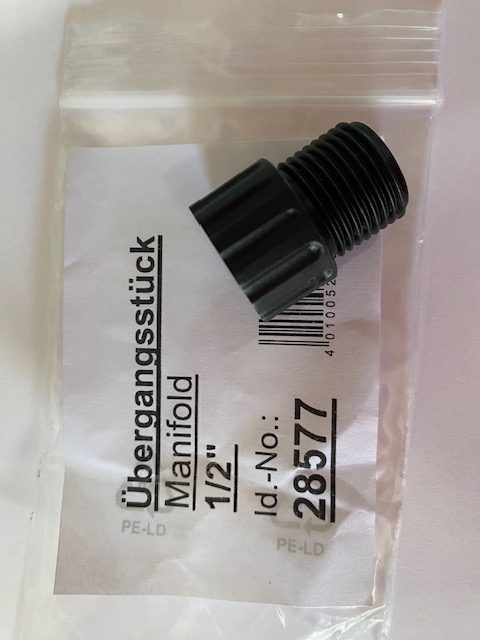 Übergangsstück
Manifold
1/2"
Id.-No.:
28577
4 010052
PE-LD
PE-LD